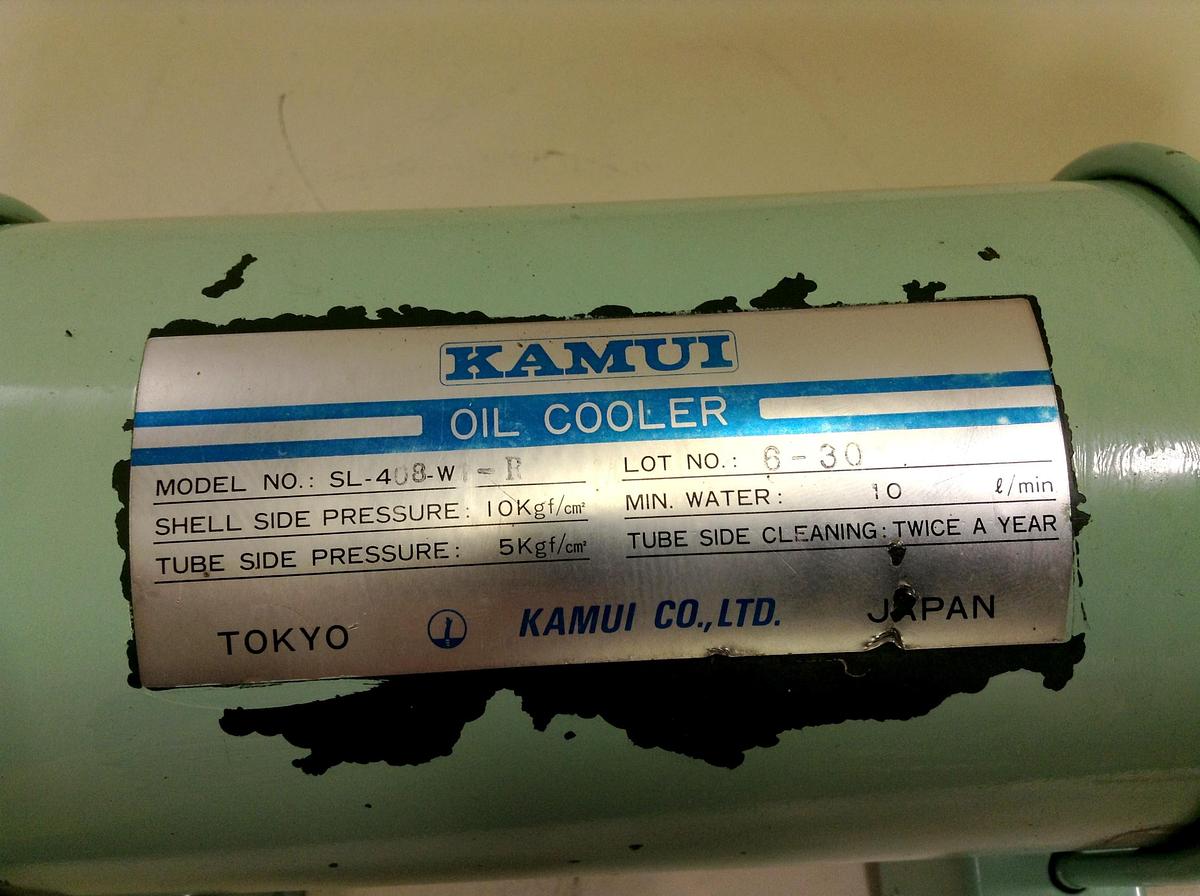 KAMUI
OIL COOLER
MODEL NO.: SL-408-W1-R
LOT NO.: 6-30
SHELL SIDE PRESSURE: 10Kgf/cm²
MIN. WATER: 10 ℓ/min
TUBE SIDE PRESSURE: 5Kgf/cm²
TUBE SIDE CLEANING: TWICE A YEAR
TOKYO KAMUI CO.,LTD. JAPAN